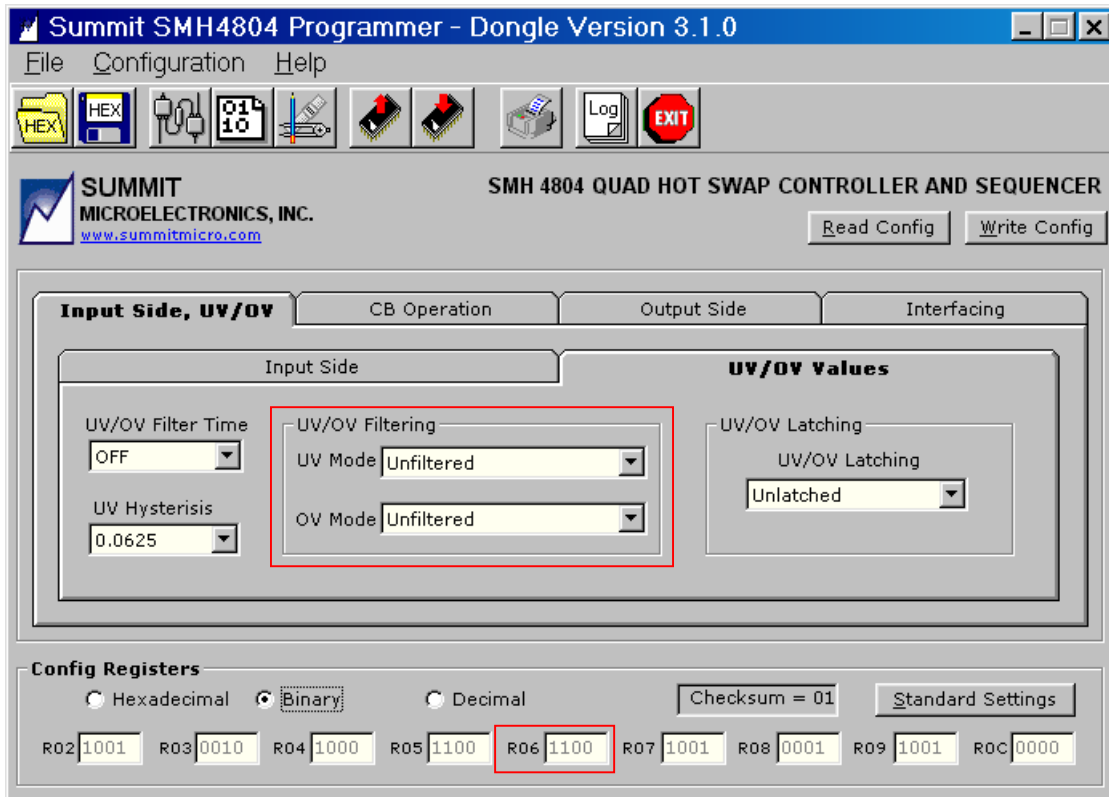 Summit SMH4804 Programmer - Dongle Version 3.1.0
File Configuration Help
HEX HEX 01 10 Log EXIT
SUMMIT
MICROELECTRONICS, INC.
www.summitmicro.com
SMH 4804 QUAD HOT SWAP CONTROLLER AND SEQUENCER
Read Config Write Config
Input Side, UV/OV CB Operation Output Side Interfacing
Input Side UV/OV Values
UV/OV Filter Time
OFF
UV Hysterisis
0.0625
UV/OV Filtering
UV Mode Unfiltered
OV Mode Unfiltered
UV/OV Latching
UV/OV Latching
Unlatched
Config Registers
Hexadecimal Binary Decimal Checksum = 01 Standard Settings
R02 1001 R03 0010 R04 1000 R05 1100 R06 1100 R07 1001 R08 0001 R09 1001 R0C 0000